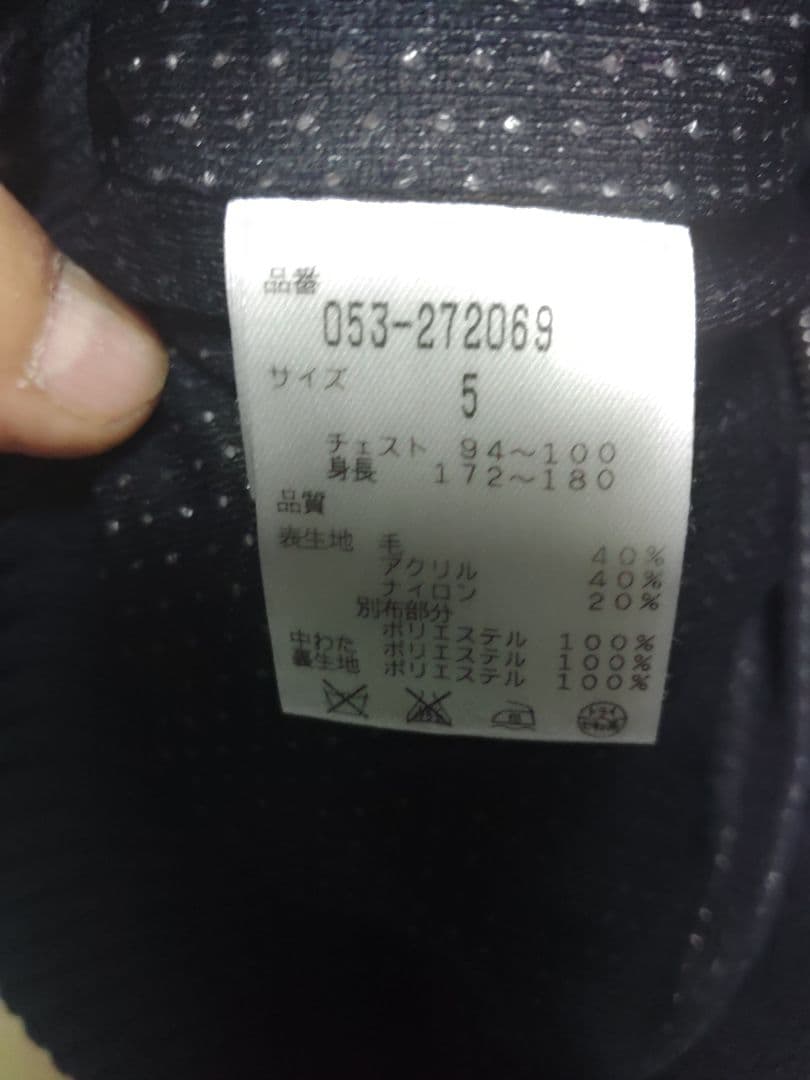 品番
053-272069
サイズ 5
チェスト 94～100
身長 172～180
品質
表生地 毛 40%
アクリル 40%
ナイロン 20%
別布部分
ポリエステル 100%
中わた ポリエステル 100%
裏生地 ポリエステル 100%
ドライ